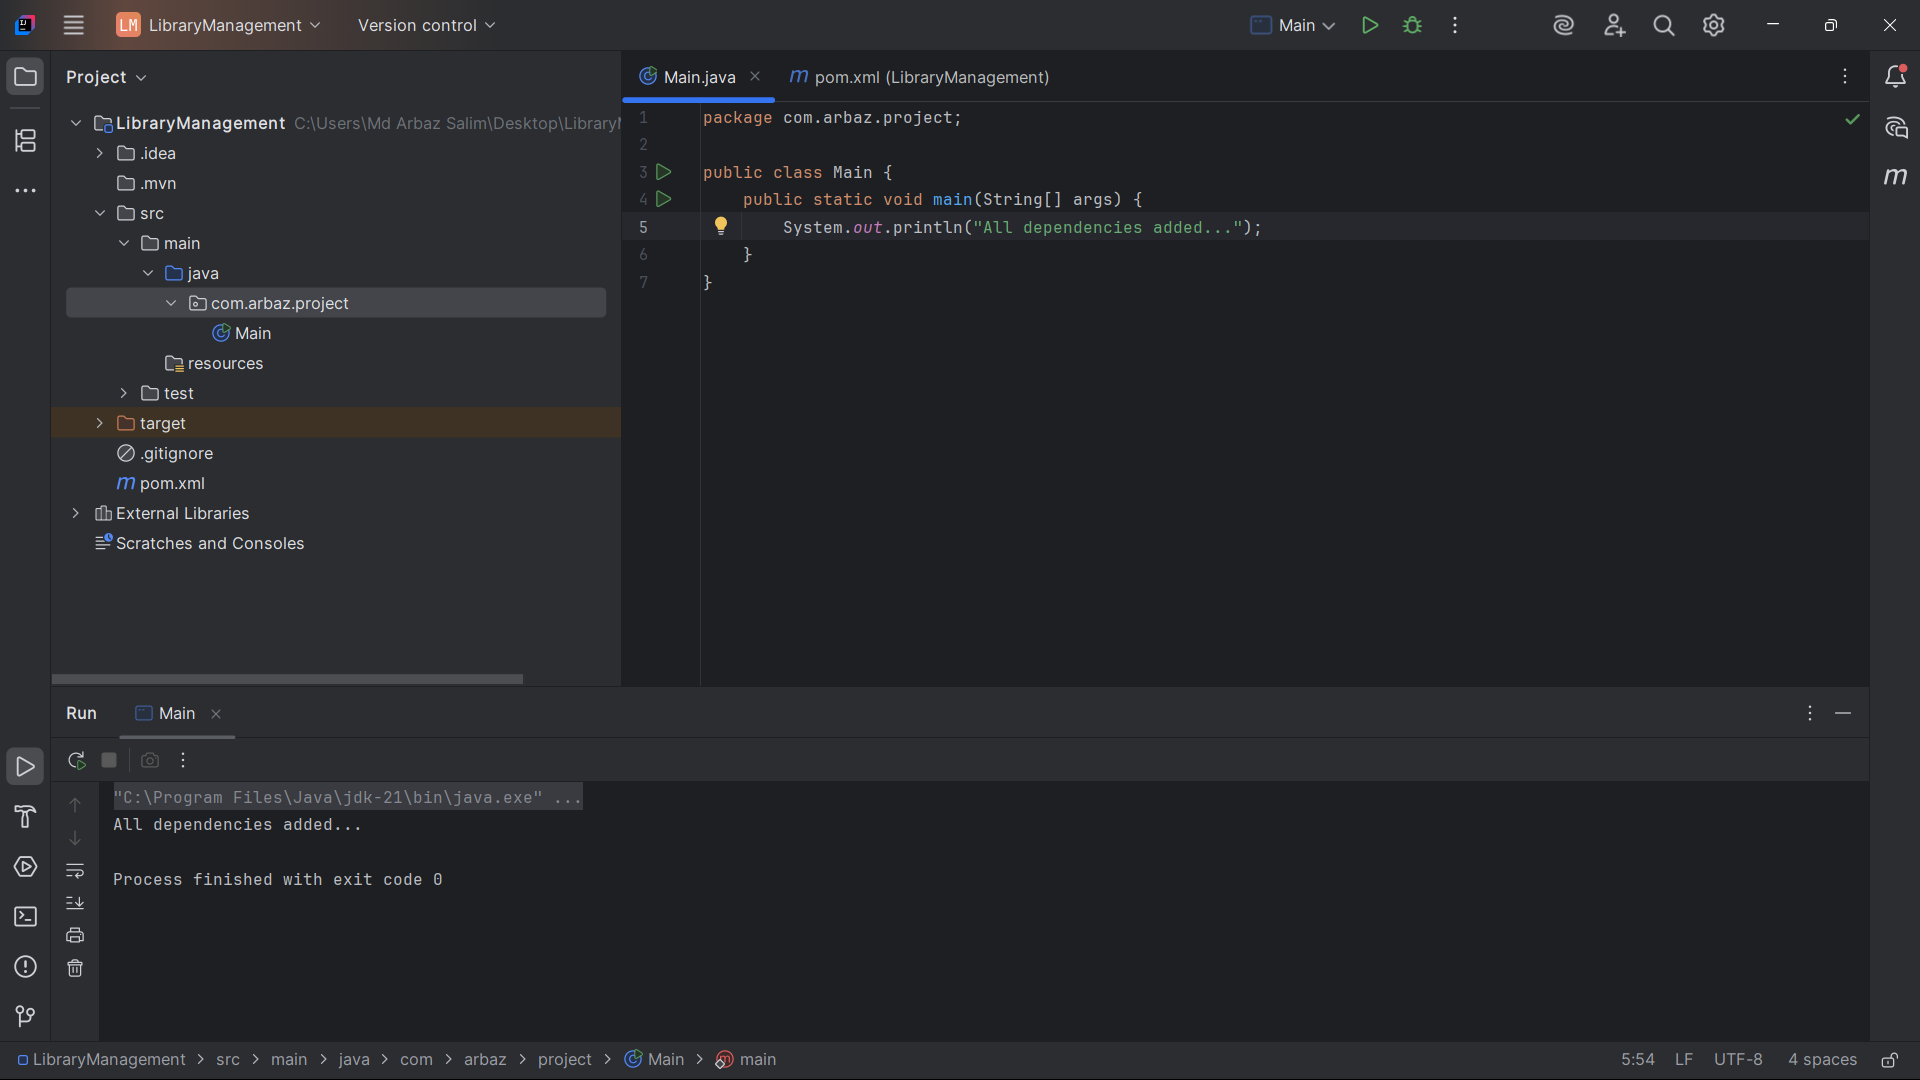 LM LibraryManagement
Version control
Main
Project
LibraryManagement C:\Users\Md Arbaz Salim\Desktop\Library
.idea
.mvn
src
main
java
com.arbaz.project
Main
resources
test
target
.gitignore
pom.xml
External Libraries
Scratches and Consoles
Main.java
pom.xml (LibraryManagement)
1 package com.arbaz.project;
2
3 public class Main {
4 public static void main(String[] args) {
5 System.out.println("All dependencies added...");
6 }
7 }
Run
Main
"C:\Program Files\Java\jdk-21\bin\java.exe" ...
All dependencies added...
Process finished with exit code 0
LibraryManagement > src > main > java > com > arbaz > project > Main > main
5:54 LF UTF-8 4 spaces